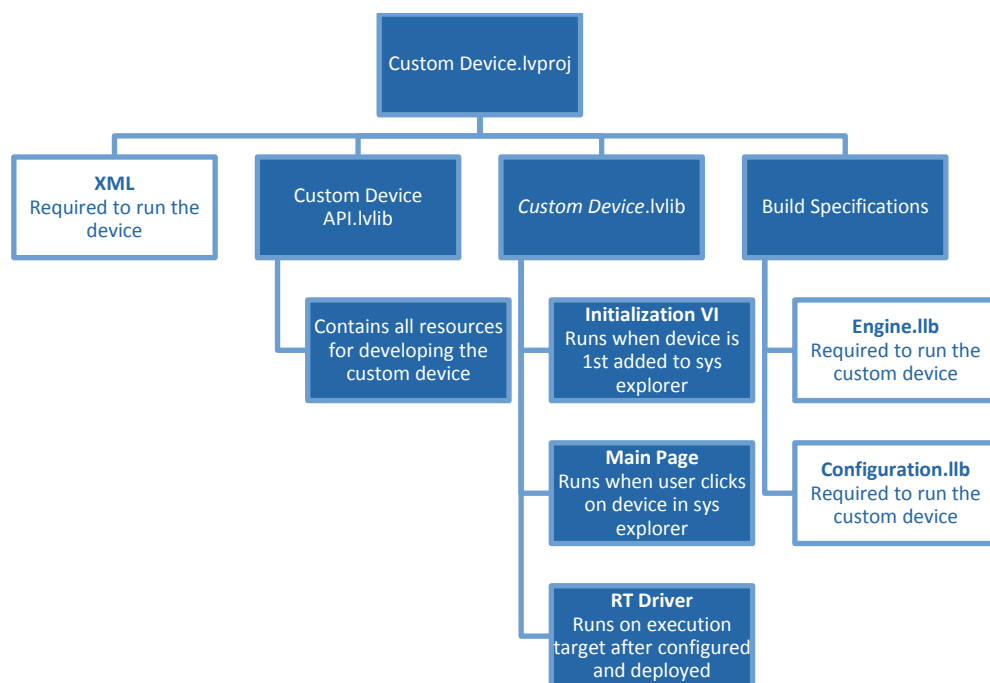 Custom Device.lvproj
XML
Required to run the
device
Custom Device
API.lvlib
Custom Device.lvlib
Build Specifications
Contains all resources
for developing the
custom device
Initialization VI
Runs when device is
1st added to sys
explorer
Engine.llb
Required to run the
custom device
Main Page
Runs when user clicks
on device in sys
explorer
Configuration.llb
Required to run the
custom device
RT Driver
Runs on execution
target after configured
and deployed